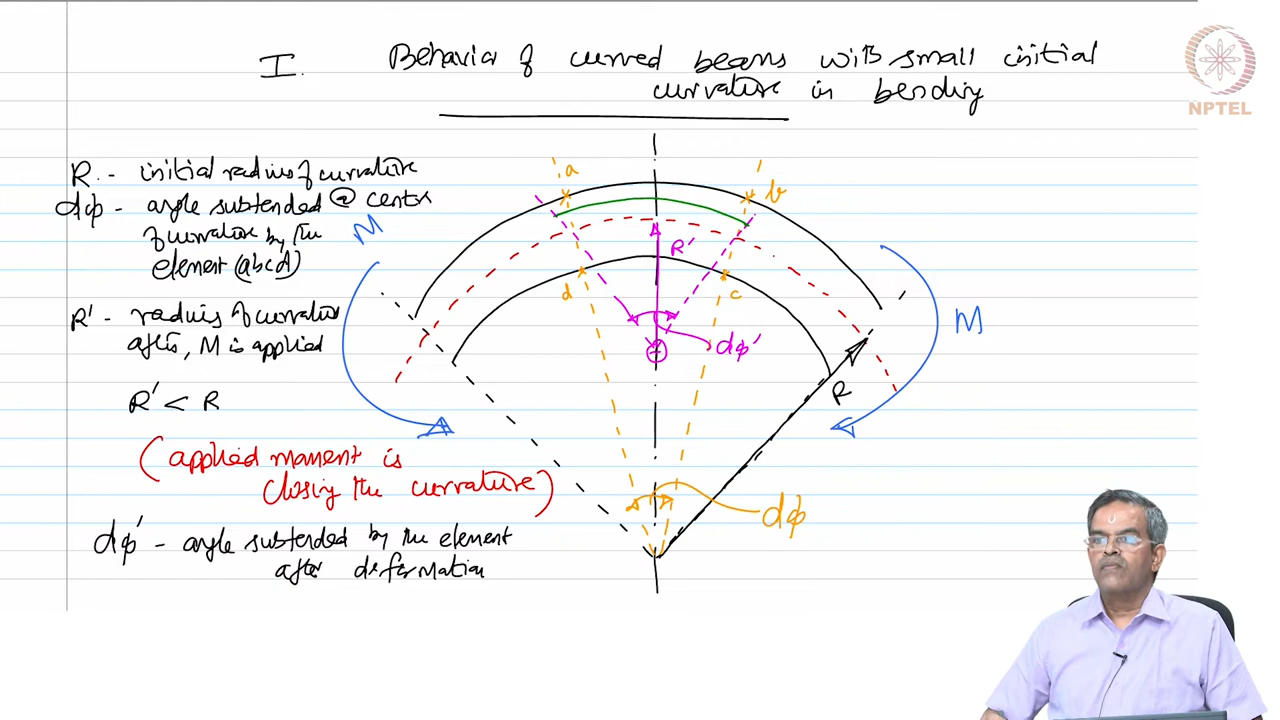 I. Behavior of curved beams with small initial
curvature in bending
NPTEL
R - initial radius of curvature
dφ - angle subtended @ center
of curvature by the
element (abcd)
R' - radius of curvature
after, M is applied
R' < R
(applied moment is
closing the curvature)
dφ' - angle subtended by the element
after deformation
a
b
M
R'
d
c
M
dφ'
R
dφ